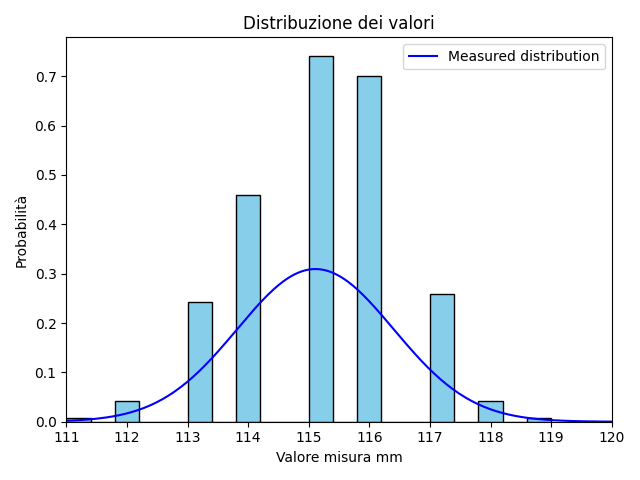 Distribuzione dei valori
Measured distribution
Probabilità
0.7
0.6
0.5
0.4
0.3
0.2
0.1
0.0
111 112 113 114 115 116 117 118 119 120
Valore misura mm